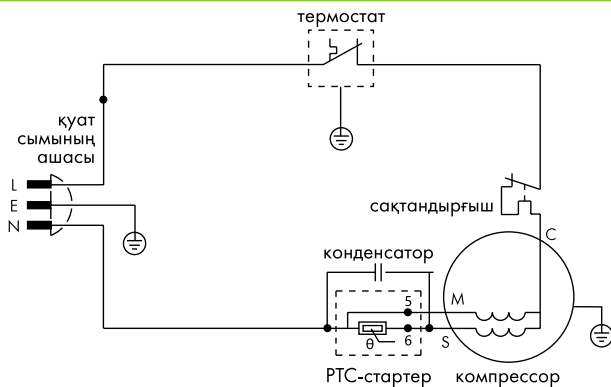 термостат
қуат
сымының
ашасы
L
E
N
сақтандырғыш
C
конденсатор
5
M
θ
6
S
PTC-стартер
компрессор